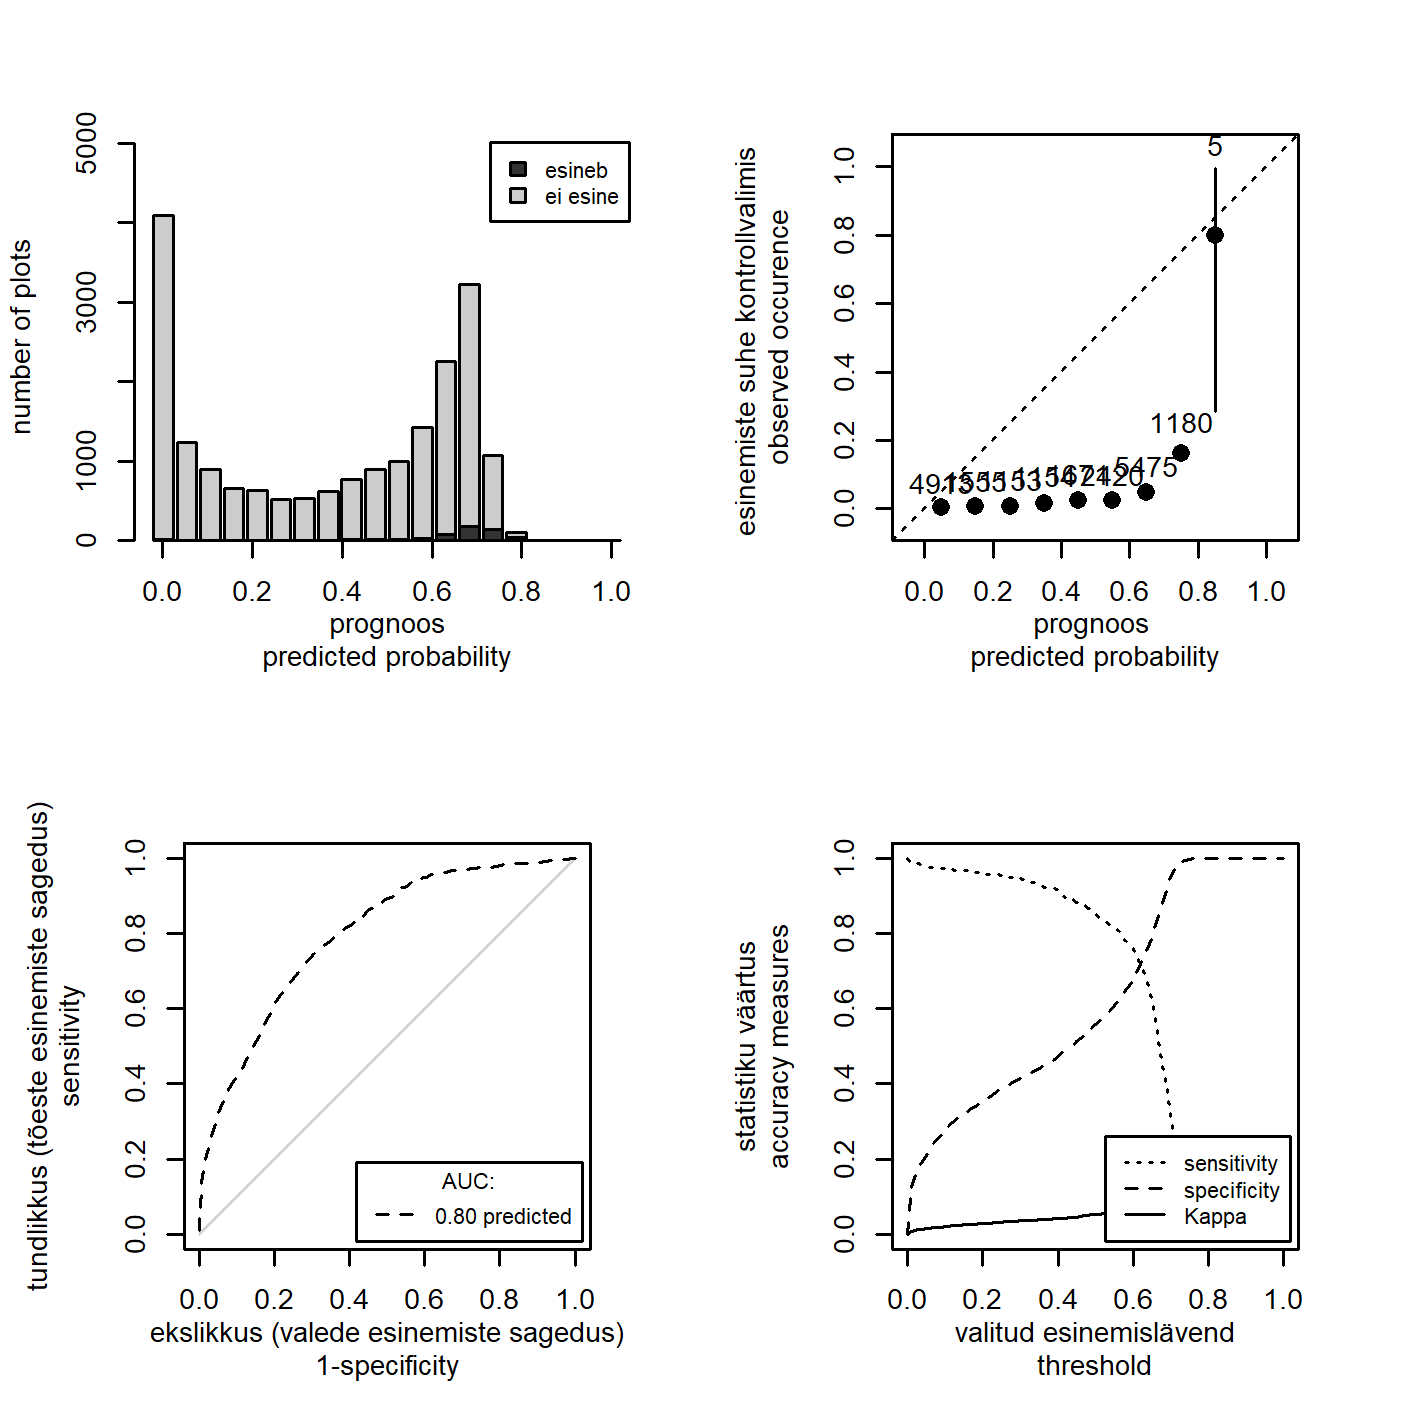 number of plots
0
1000
3000
5000
esineb
ei esine
0.0 0.2 0.4 0.6 0.8 1.0
prognoos
predicted probability
esinemiste suhe kontrollvalimis
observed occurence
0.0
0.2
0.4
0.6
0.8
1.0
5
1180
5475
0.0 0.2 0.4 0.6 0.8 1.0
prognoos
predicted probability
tundlikkus (tõeste esinemiste sagedus)
sensitivity
0.0
0.2
0.4
0.6
0.8
1.0
AUC:
0.80 predicted
0.0 0.2 0.4 0.6 0.8 1.0
ekslikkus (valede esinemiste sagedus)
1-specificity
statistiku väärtus
accuracy measures
0.0
0.2
0.4
0.6
0.8
1.0
sensitivity
specificity
Kappa
0.0 0.2 0.4 0.6 0.8 1.0
valitud esinemislävend
threshold